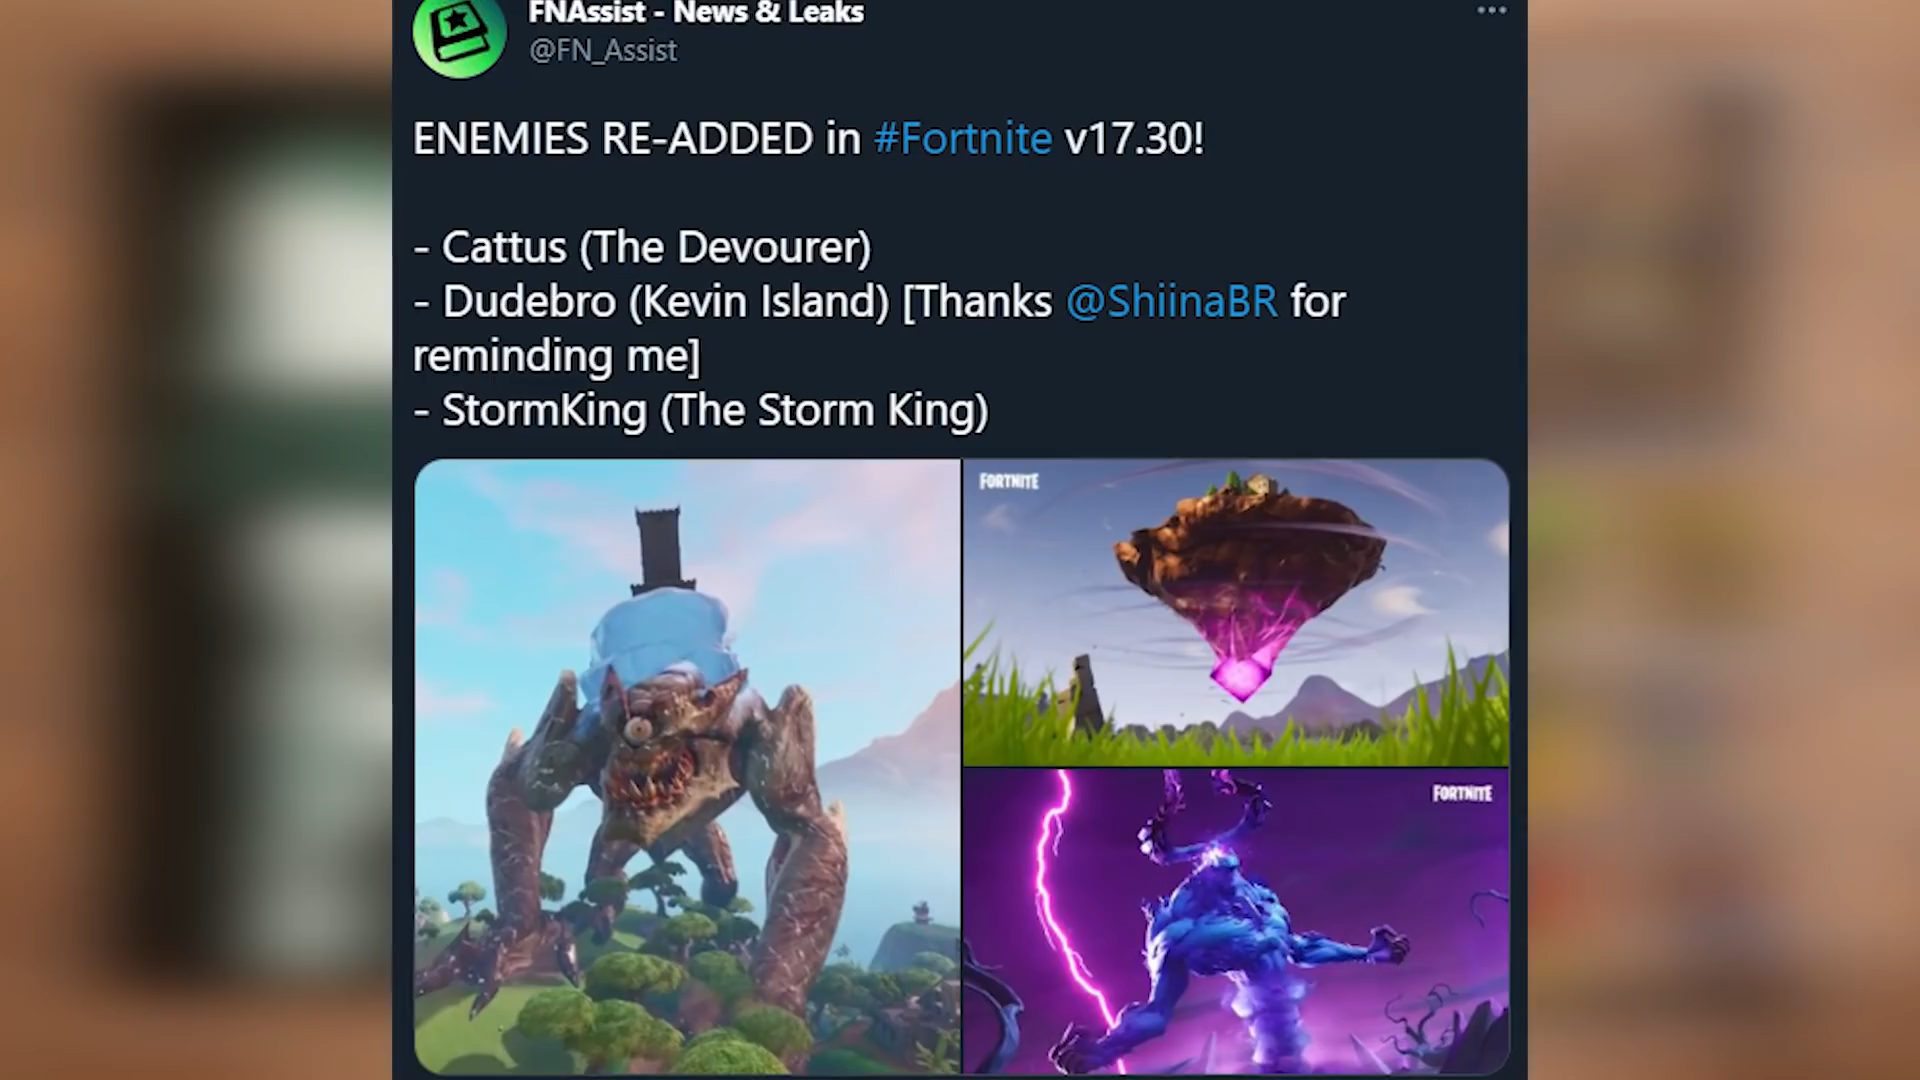 FNAssist - News & Leaks
@FN_Assist
ENEMIES RE-ADDED in #Fortnite v17.30!
- Cattus (The Devourer)
- Dudebro (Kevin Island) [Thanks @ShiinaBR for
reminding me]
- StormKing (The Storm King)
FORTNITE
FORTNITE